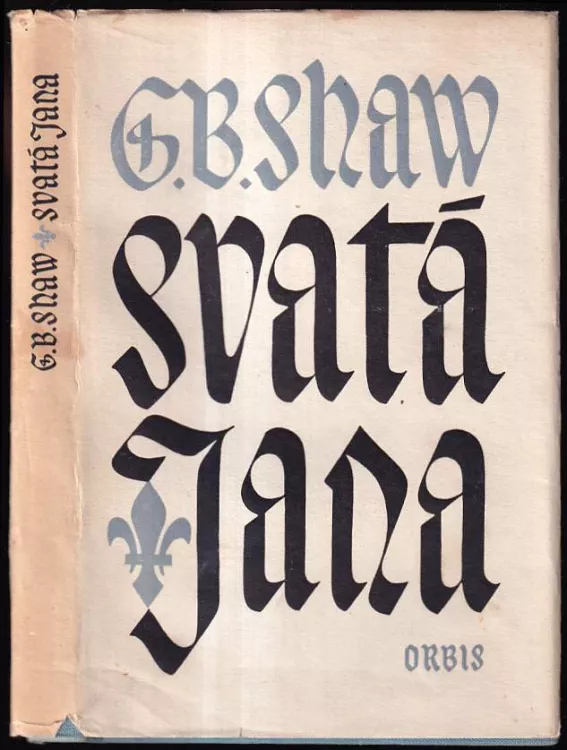 G.B.Shaw Svatá Jana
G.B.Shaw
Svatá
Jana
ORBIS